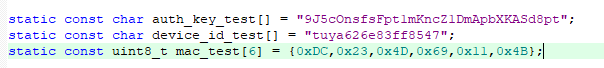 static const char auth_key_test[] = "9J5cOnsfsFpt1mKncZ1DmApbXKASd8pt";
static const char device_id_test[] = "tuya626e83ff8547";
static const uint8_t mac_test[6] = {0xDC,0x23,0x4D,0x69,0x11,0x4B};